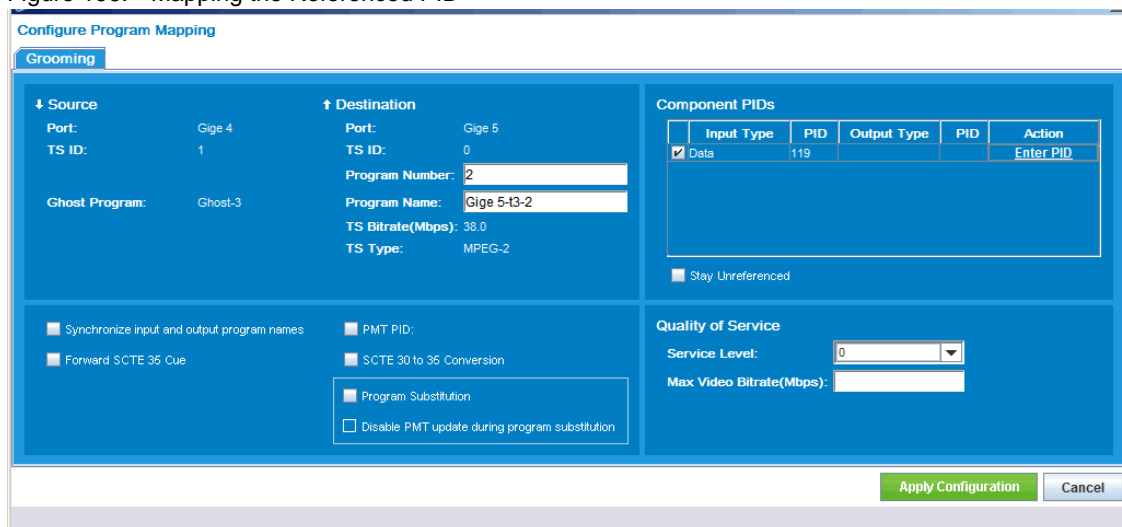 Configure Program Mapping
Grooming
Source
Port: Gige 4
TS ID: 1
Ghost Program: Ghost-3
Destination
Port: Gige 5
TS ID: 0
Program Number: 2
Program Name: Gige 5-t3-2
TS Bitrate(Mbps): 38.0
TS Type: MPEG-2
Component PIDs
Input Type PID Output Type PID Action
Data 119 Enter PID
Stay Unreferenced
Synchronize input and output program names
Forward SCTE 35 Cue
PMT PID:
SCTE 30 to 35 Conversion
Program Substitution
Disable PMT update during program substitution
Quality of Service
Service Level: 0
Max Video Bitrate(Mbps):
Apply Configuration
Cancel